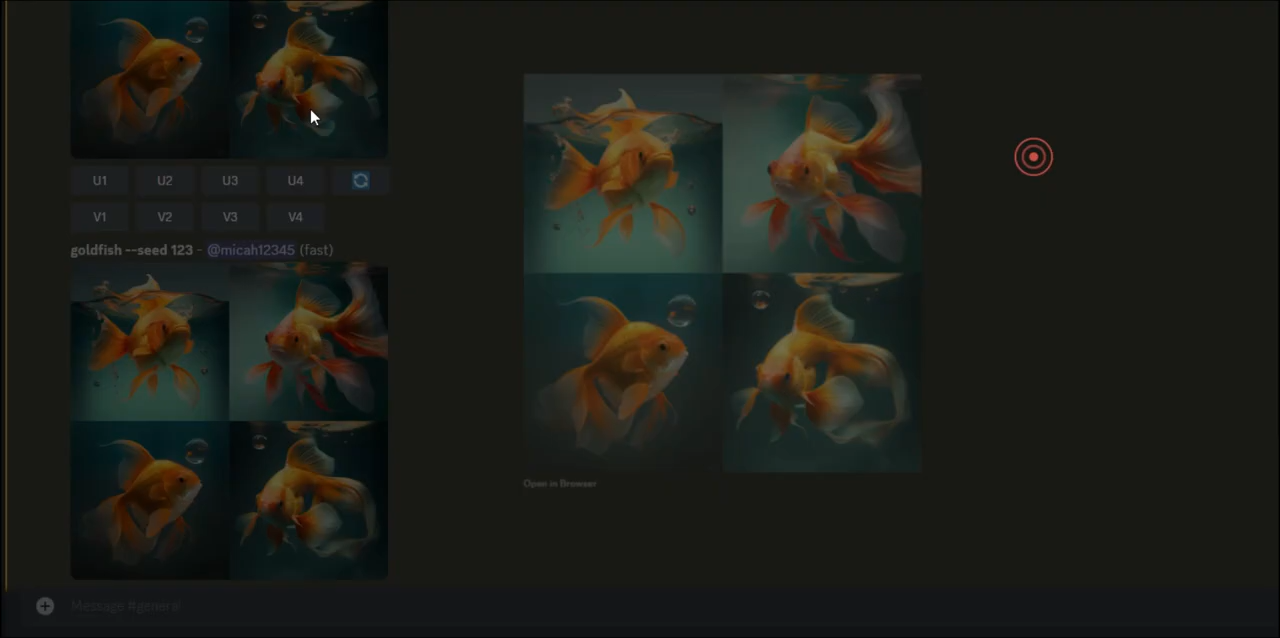 U1 U2 U3 U4
V1 V2 V3 V4
goldfish --seed 123 - @micah12345 (fast)
Open in Browser
Message #general